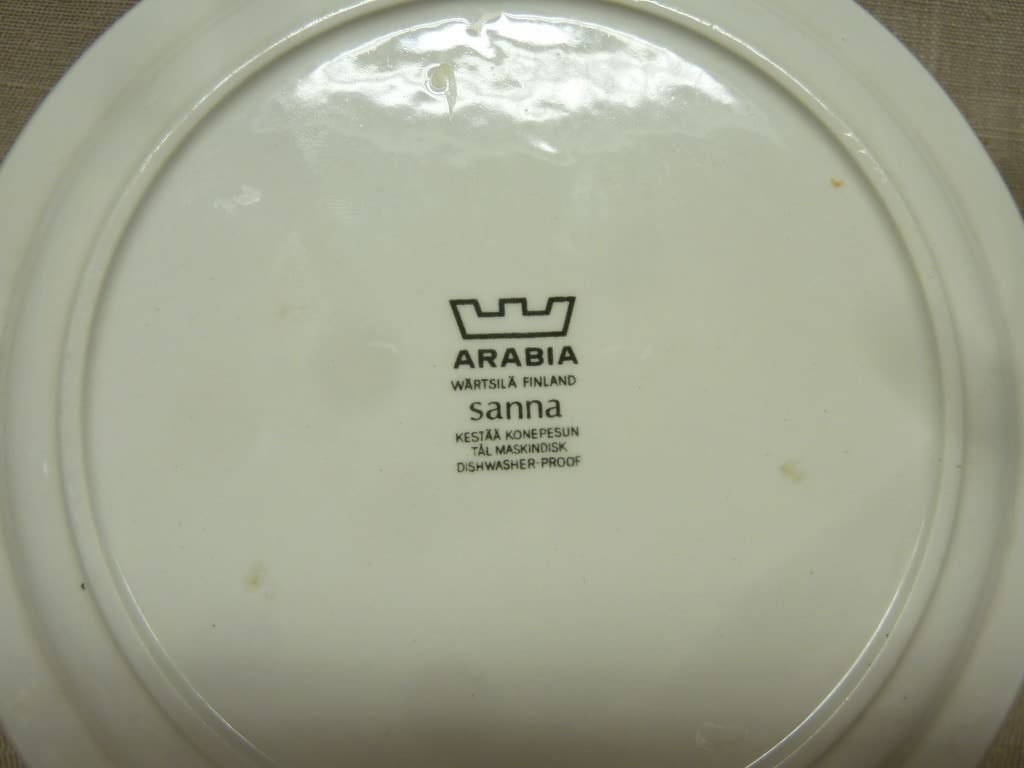 ARABIA
WÄRTSILÄ FINLAND
sanna
KESTÄÄ KONEPESUN
TÅL MASKINDISK
DISHWASHER-PROOF